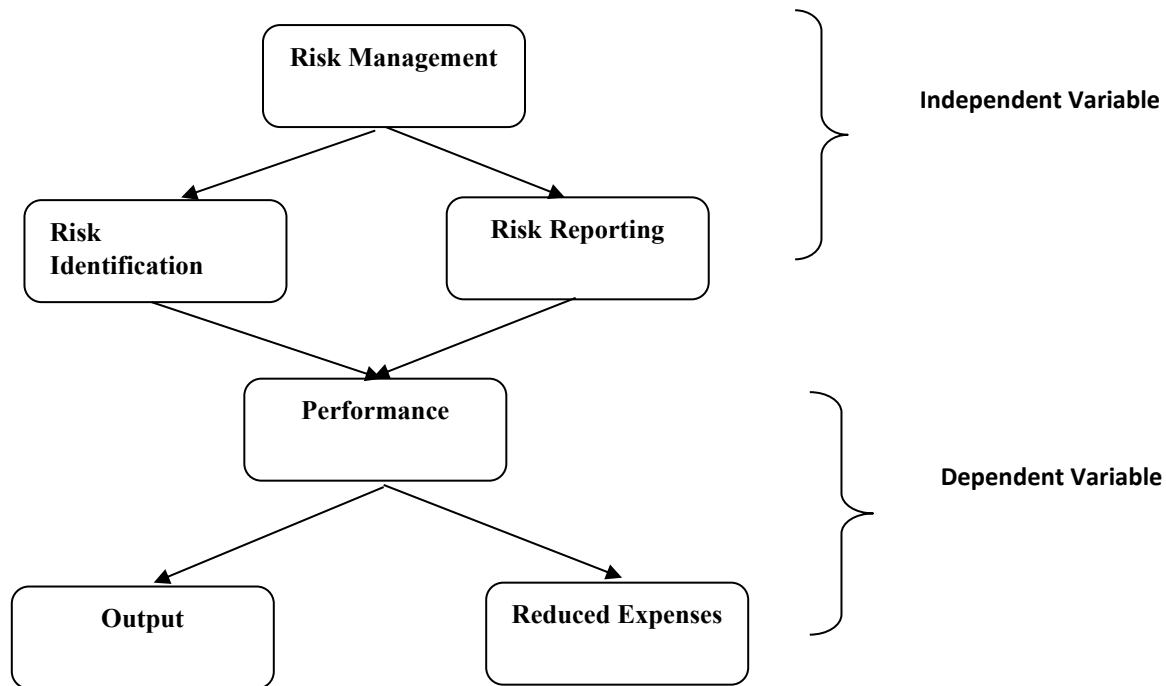 Risk Management
Independent Variable
Risk
Identification
Risk Reporting
Performance
Dependent Variable
Output
Reduced Expenses